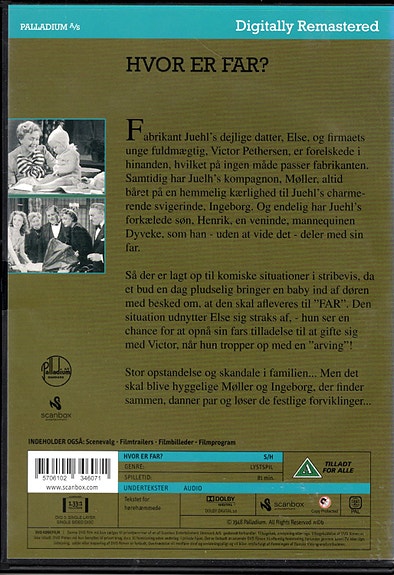 PALLADIUM A/S
Digitally Remastered
HVOR ER FAR?
Fabrikant Juehl's dejlige datter, Else, og firmaets
unge fuldmægtig, Victor Pethersen, er forelskede i
hinanden, hvilket på ingen måde passer fabrikanten.
Samtidig har Juelh's kompagnon, Møller, altid
båret på en hemmelig kærlighed til Juehl's charme-
rende svigerinde, Ingeborg. Og endelig har Juehl's
forkælede søn, Henrik, en veninde, mannequinen
Dyveke, som han - uden at vide det - deler med sin
far.
Så der er lagt op til komiske situationer i stribevis, da
et bud en dag pludselig bringer en baby ind af døren
med besked om, at den skal afleveres til "FAR". Den
situation udnytter Else sig straks af, - hun ser en
chance for at opnå sin fars tilladelse til at gifte sig
med Victor, når hun tropper op med en "arving"!
Stor opstandelse og skandale i familien... Men det
skal blive hyggelige Møller og Ingeborg, der finder
sammen, danner par og løser de festlige forviklinger...
scanbox
INDEHOLDER OGSÅ: Scenevalg - Filmtrailers - Filmbilleder - Filmprogram
5 706102 346071
www.scanbox.com
HVOR ER FAR? S/H
GENRE: LYSTSPIL
SPILLETID: 81 min.
UNDERTEKSTER AUDIO
Tekstet for
hørehæmmede
A
TILLADT FOR
ALLE
DOLBY
DIGITAL
scanbox
PAL
© 1948 Palladium. All Rights Reserved.